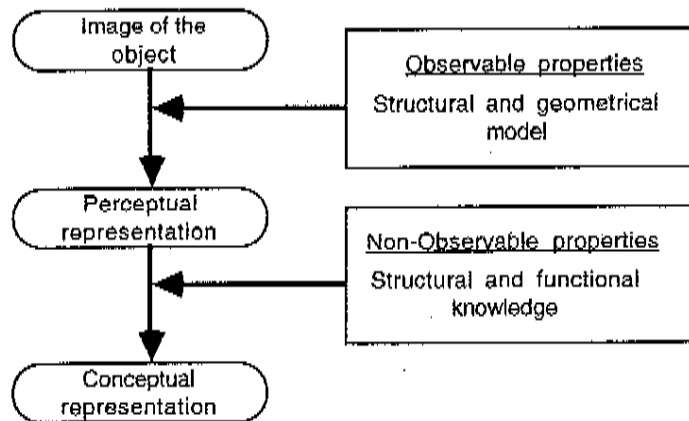 Image of the
object
Observable properties
Structural and geometrical
model
Perceptual
representation
Non-Observable properties
Structural and functional
knowledge
Conceptual
representation